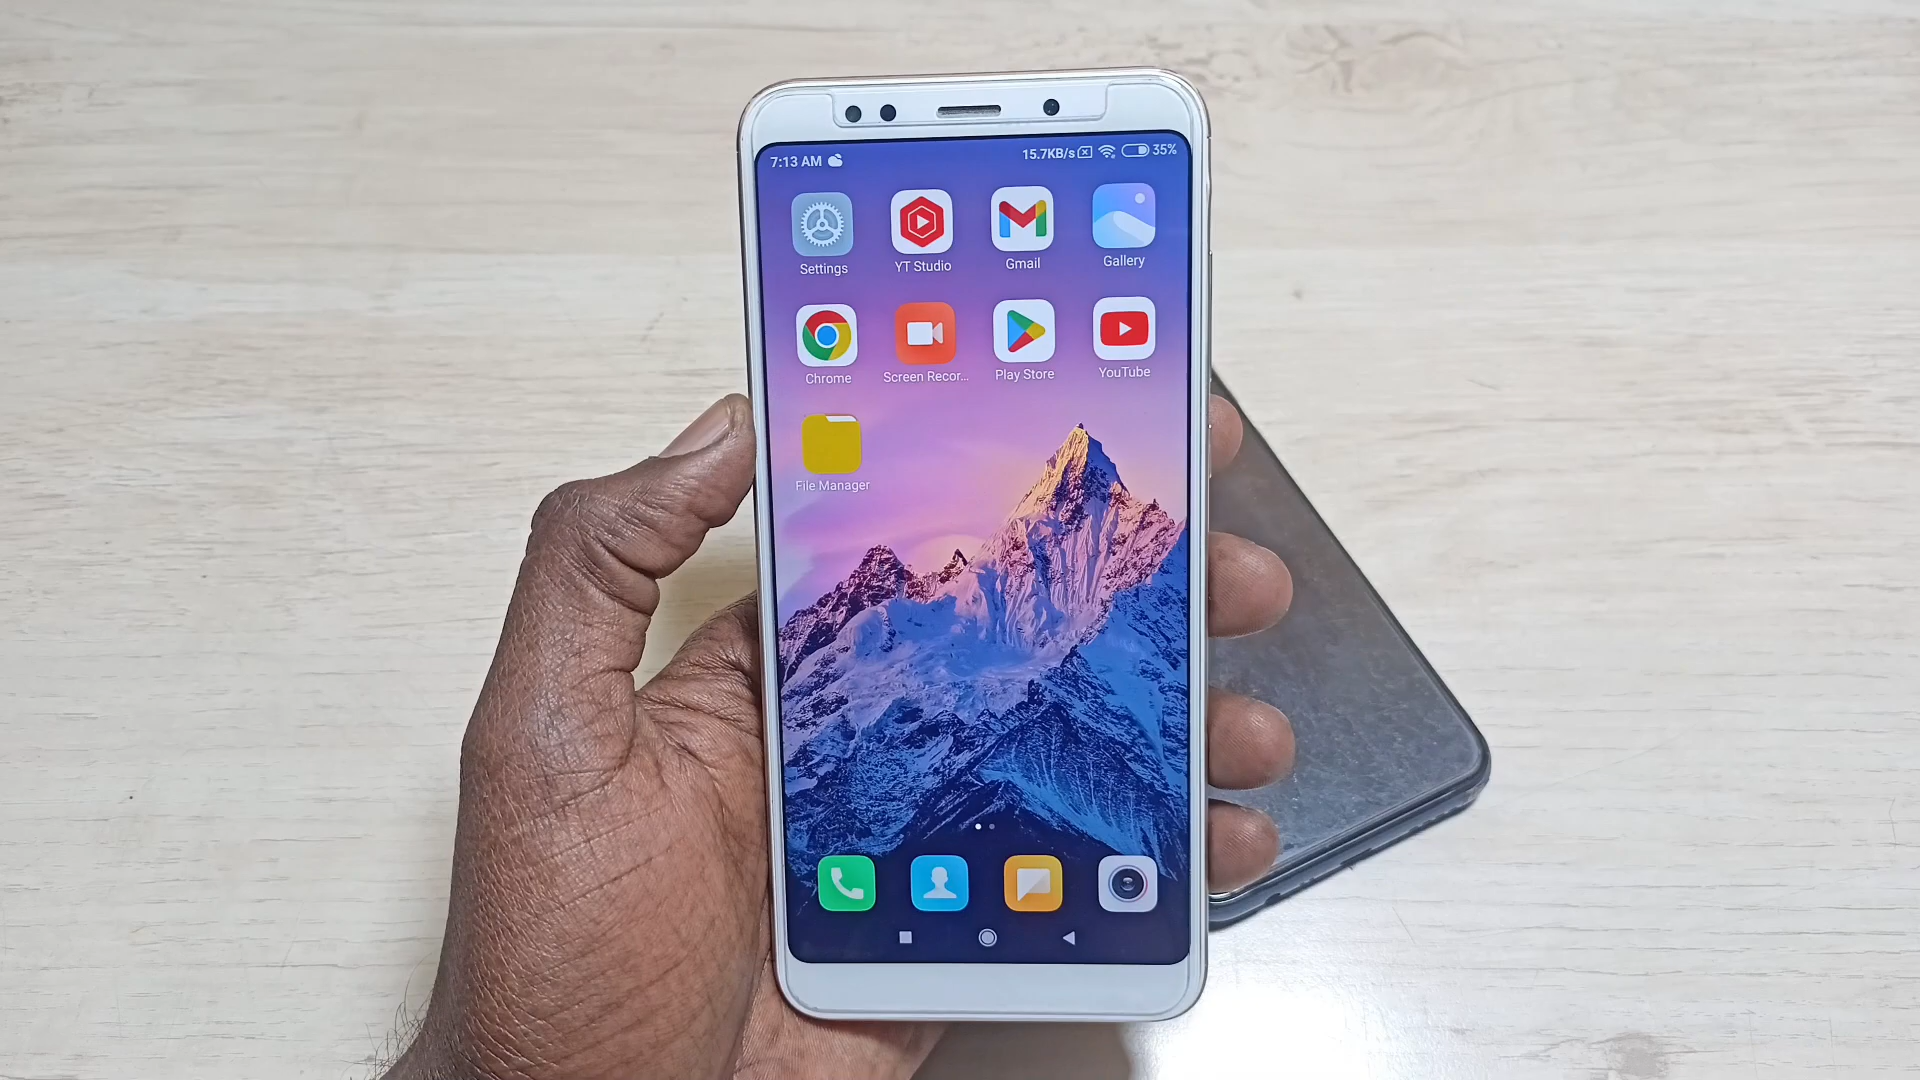 7:13 AM 15.7KB/s 35%
Settings YT Studio Gmail Gallery
Chrome Screen Recor... Play Store YouTube
File Manager